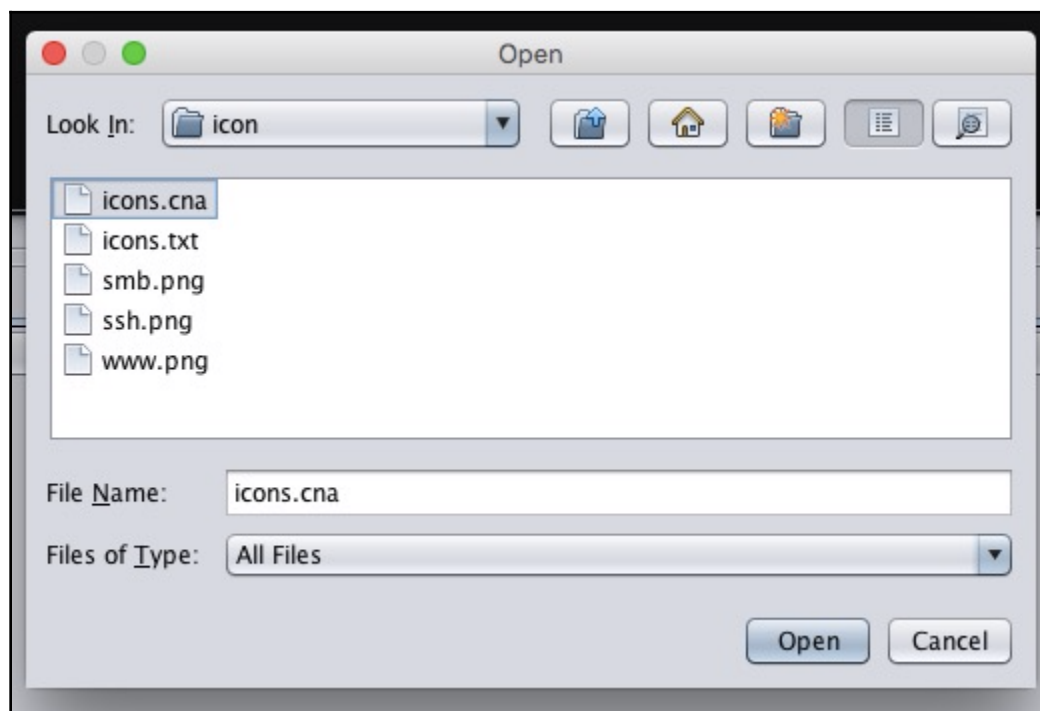 Open
Look In: icon
icons.cna
icons.txt
smb.png
ssh.png
www.png
File Name: icons.cna
Files of Type: All Files
Open Cancel